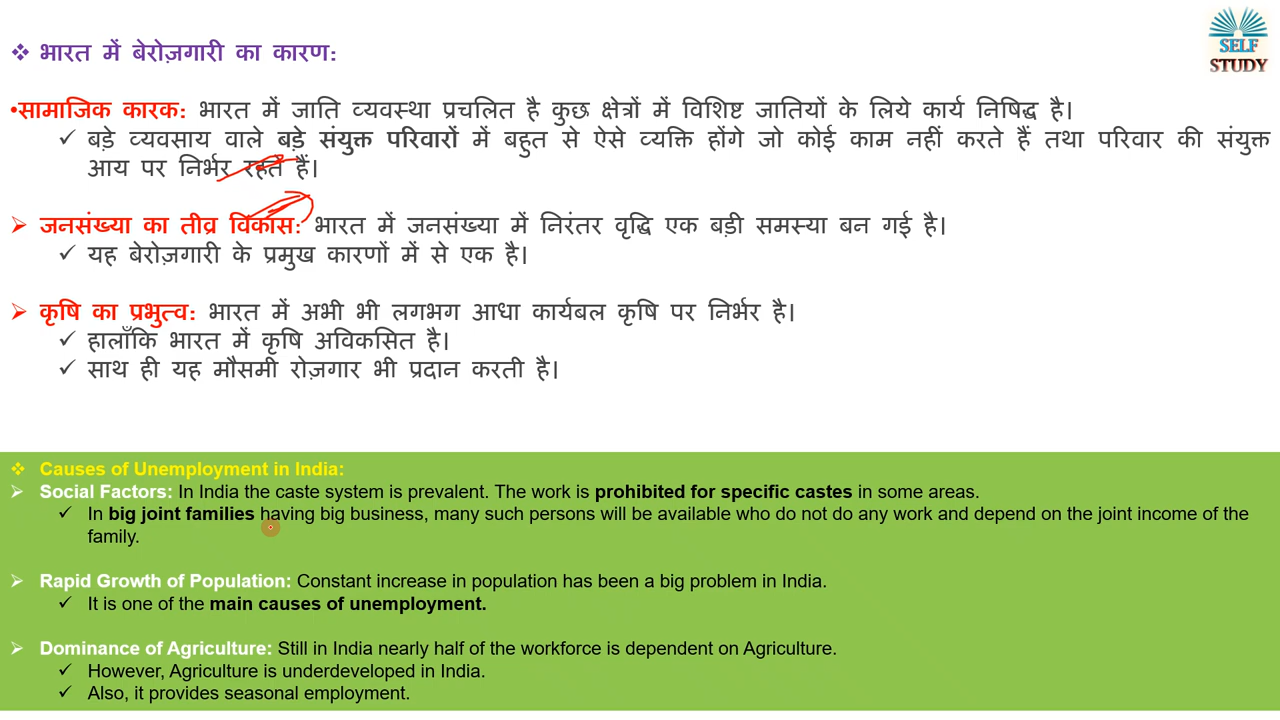 SELF
STUDY
❖ भारत में बेरोज़गारी का कारण:
•सामाजिक कारक: भारत में जाति व्यवस्था प्रचलित है कुछ क्षेत्रों में विशिष्ट जातियों के लिये कार्य निषिद्ध है।
✓ बड़े व्यवसाय वाले बड़े संयुक्त परिवारों में बहुत से ऐसे व्यक्ति होंगे जो कोई काम नहीं करते हैं तथा परिवार की संयुक्त
आय पर निर्भर रहते हैं।
➢ जनसंख्या का तीव्र विकास: भारत में जनसंख्या में निरंतर वृद्धि एक बड़ी समस्या बन गई है।
✓ यह बेरोज़गारी के प्रमुख कारणों में से एक है।
➢ कृषि का प्रभुत्व: भारत में अभी भी लगभग आधा कार्यबल कृषि पर निर्भर है।
✓ हालाँकि भारत में कृषि अविकसित है।
✓ साथ ही यह मौसमी रोज़गार भी प्रदान करती है।
❖ Causes of Unemployment in India:
➢ Social Factors: In India the caste system is prevalent. The work is prohibited for specific castes in some areas.
✓ In big joint families having big business, many such persons will be available who do not do any work and depend on the joint income of the
family.
➢ Rapid Growth of Population: Constant increase in population has been a big problem in India.
✓ It is one of the main causes of unemployment.
➢ Dominance of Agriculture: Still in India nearly half of the workforce is dependent on Agriculture.
✓ However, Agriculture is underdeveloped in India.
✓ Also, it provides seasonal employment.